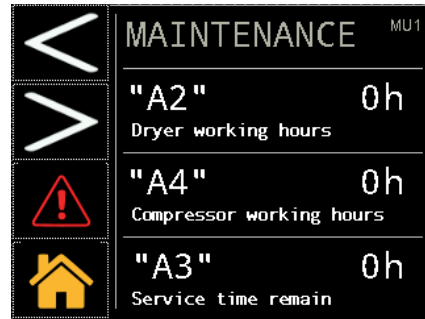 MAINTENANCE MU1
"A2" 0h
Dryer working hours
"A4" 0h
Compressor working hours
"A3" 0h
Service time remain